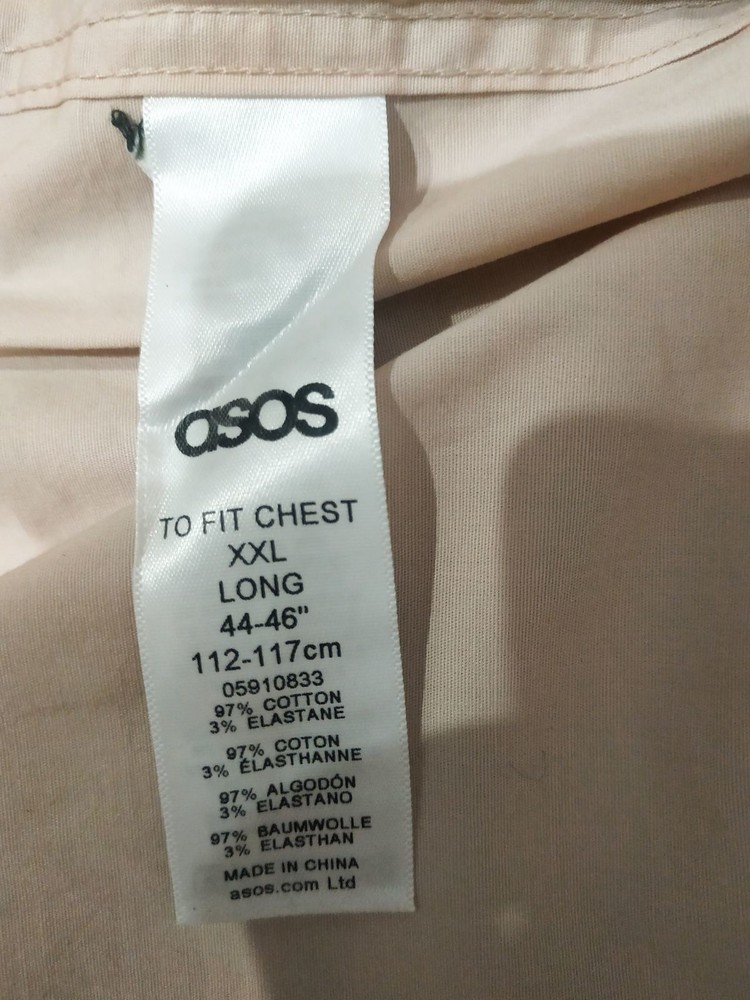 asos
TO FIT CHEST
XXL
LONG
44-46"
112-117cm
05910833
97% COTTON
3% ELASTANE
97% COTON
3% ÉLASTHANNE
97% ALGODÓN
3% ELASTANO
97% BAUMWOLLE
3% ELASTHAN
MADE IN CHINA
asos.com Ltd